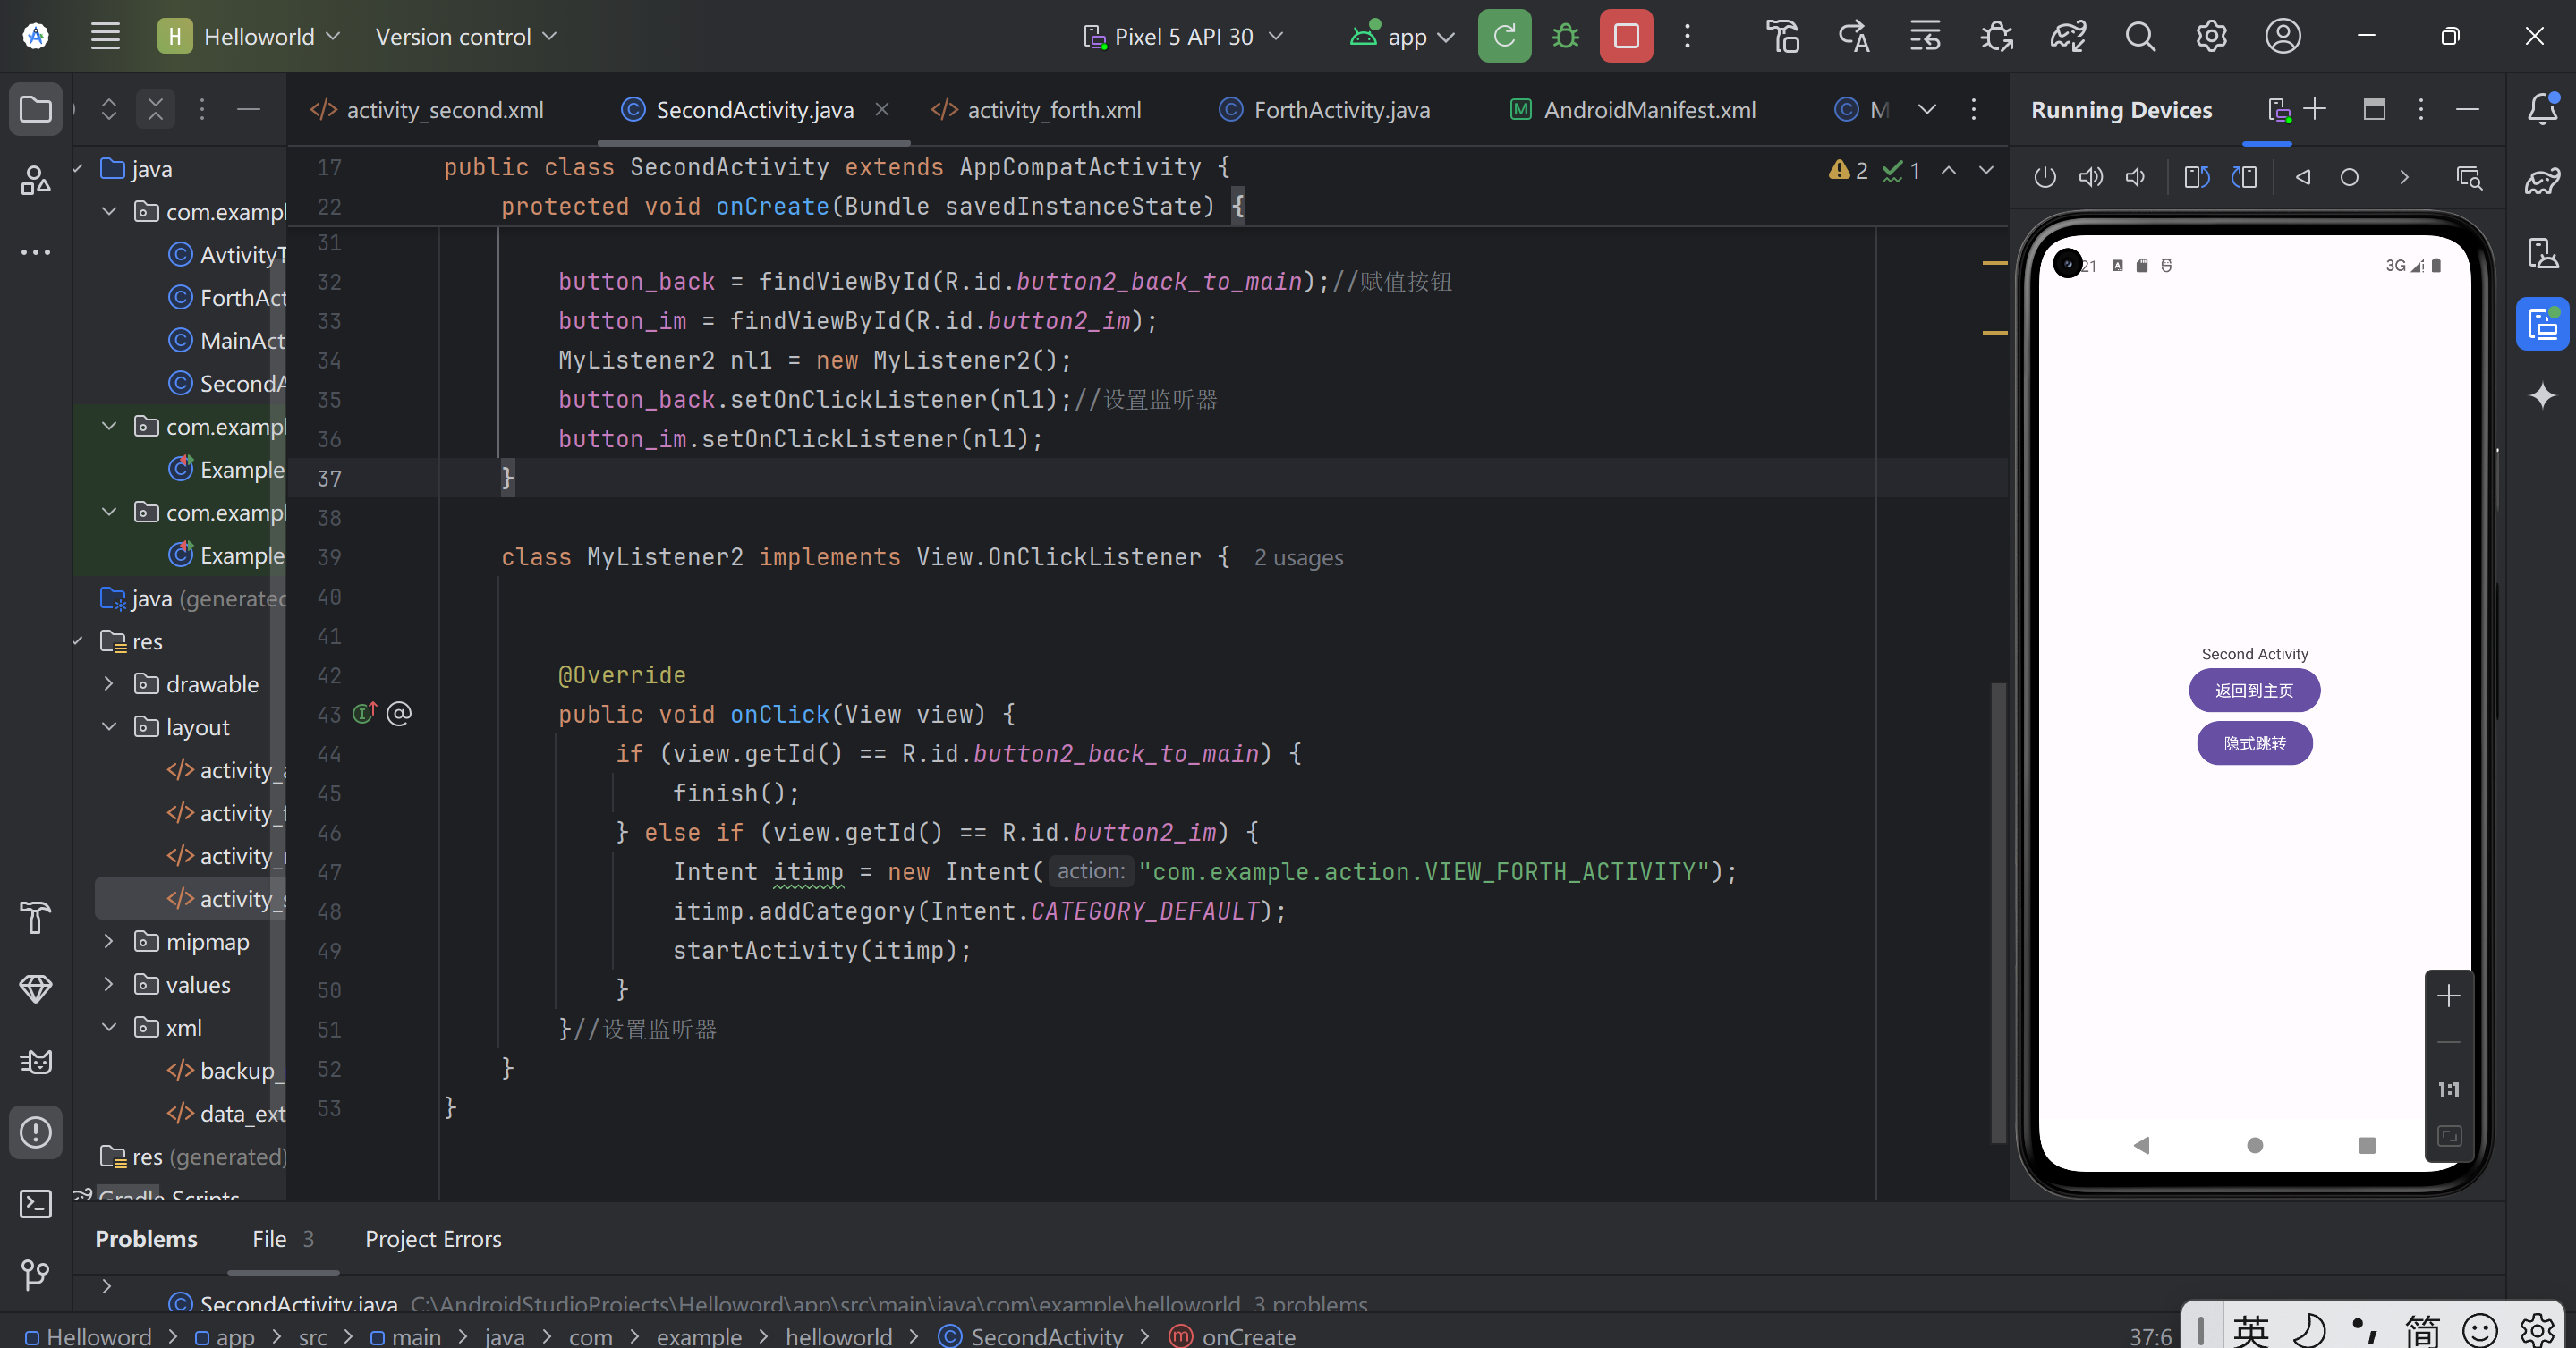 H Helloworld Version control Pixel 5 API 30 app
activity_second.xml SecondActivity.java activity_forth.xml ForthActivity.java AndroidManifest.xml M Running Devices
java
com.exampl
AvtivityT
ForthAct
MainAct
SecondA
com.exampl
Example
com.exampl
Example
java (generated
res
drawable
layout
activity_a
activity_f
activity_r
activity_s
mipmap
values
xml
backup_
data_ext
res (generated)
Gradle Scripts
17 public class SecondActivity extends AppCompatActivity {
2 1
22 protected void onCreate(Bundle savedInstanceState) {
31
32 button_back = findViewById(R.id.button2_back_to_main);//赋值按钮
33 button_im = findViewById(R.id.button2_im);
34 MyListener2 nl1 = new MyListener2();
35 button_back.setOnClickListener(nl1);//设置监听器
36 button_im.setOnClickListener(nl1);
37 }
38
39 class MyListener2 implements View.OnClickListener { 2 usages
40
41
42 @Override
43 public void onClick(View view) {
44 if (view.getId() == R.id.button2_back_to_main) {
45 finish();
46 } else if (view.getId() == R.id.button2_im) {
47 Intent itimp = new Intent( action: "com.example.action.VIEW_FORTH_ACTIVITY");
48 itimp.addCategory(Intent.CATEGORY_DEFAULT);
49 startActivity(itimp);
50 }
51 }//设置监听器
52 }
53 }
21 3G
Second Activity
返回到主页
隐式跳转
1:1
Problems File 3 Project Errors
SecondActivity.java C:\AndroidStudioProjects\Helloword\app\src\main\java\com\example\helloworld 3 problems
Helloword > app > src > main > java > com > example > helloworld > SecondActivity > onCreate
37:6 英 简